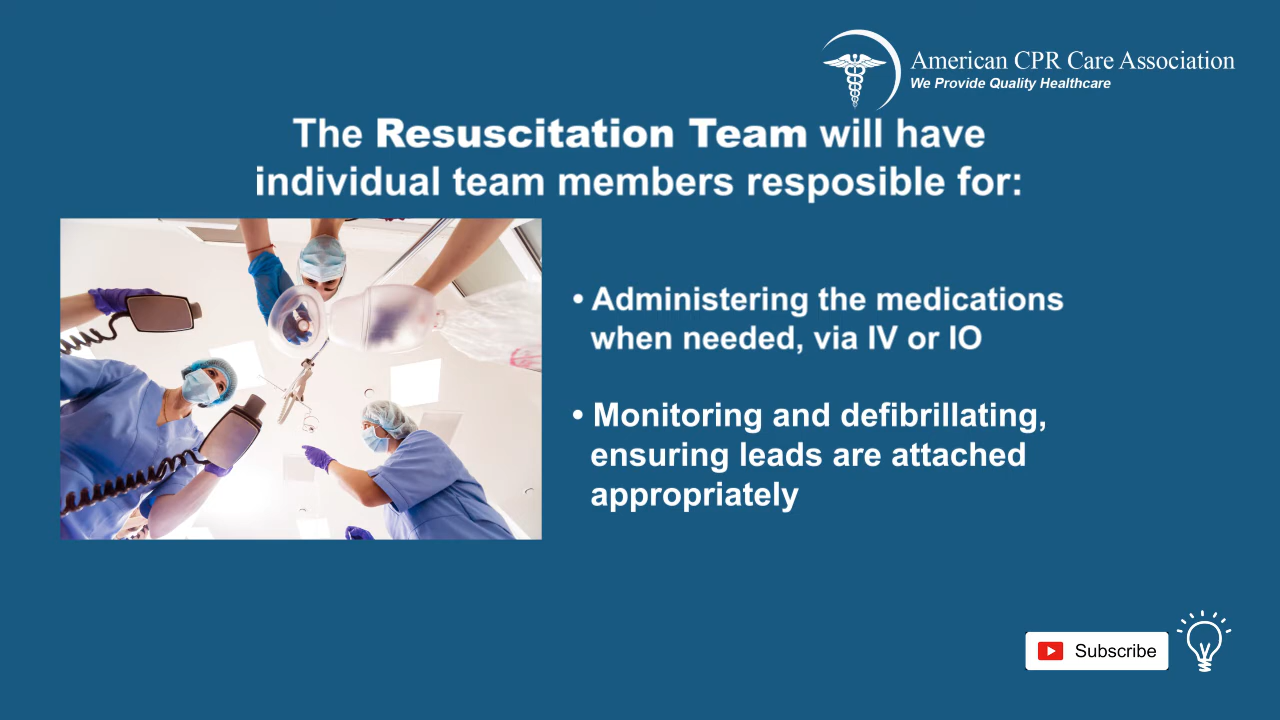 American CPR Care Association
We Provide Quality Healthcare
The Resuscitation Team will have
individual team members resposible for:
• Administering the medications
when needed, via IV or IO
• Monitoring and defibrillating,
ensuring leads are attached
appropriately
Subscribe